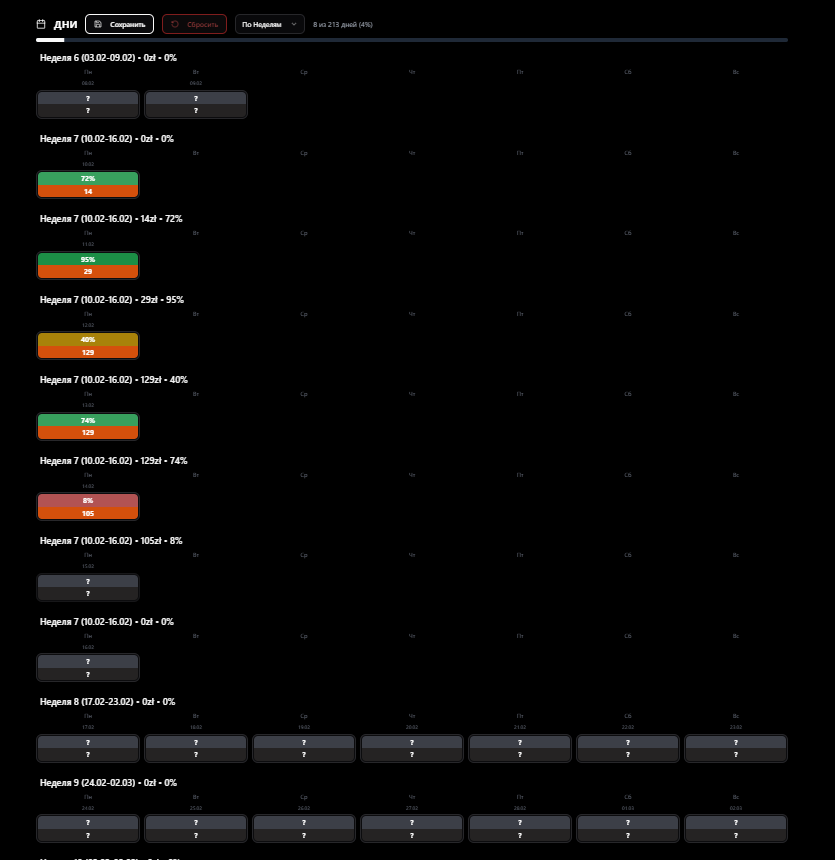 ДНИ Сохранить Сбросить По Неделям 8 из 213 дней (4%)
Неделя 6 (03.02-09.02) • 0zł • 0%
Пн Вт Ср Чт Пт Сб Вс
08.02 09.02
? ?
? ?
Неделя 7 (10.02-16.02) • 0zł • 0%
Пн Вт Ср Чт Пт Сб Вс
10.02
72%
14
Неделя 7 (10.02-16.02) • 14zł • 72%
Пн Вт Ср Чт Пт Сб Вс
11.02
95%
29
Неделя 7 (10.02-16.02) • 29zł • 95%
Пн Вт Ср Чт Пт Сб Вс
12.02
40%
129
Неделя 7 (10.02-16.02) • 129zł • 40%
Пн Вт Ср Чт Пт Сб Вс
13.02
74%
129
Неделя 7 (10.02-16.02) • 129zł • 74%
Пн Вт Ср Чт Пт Сб Вс
14.02
8%
105
Неделя 7 (10.02-16.02) • 105zł • 8%
Пн Вт Ср Чт Пт Сб Вс
15.02
?
?
Неделя 7 (10.02-16.02) • 0zł • 0%
Пн Вт Ср Чт Пт Сб Вс
16.02
?
?
Неделя 8 (17.02-23.02) • 0zł • 0%
Пн Вт Ср Чт Пт Сб Вс
17.02 18.02 19.02 20.02 21.02 22.02 23.02
? ? ? ? ? ? ?
? ? ? ? ? ? ?
Неделя 9 (24.02-02.03) • 0zł • 0%
Пн Вт Ср Чт Пт Сб Вс
24.02 25.02 26.02 27.02 28.02 01.03 02.03
? ? ? ? ? ? ?
? ? ? ? ? ? ?